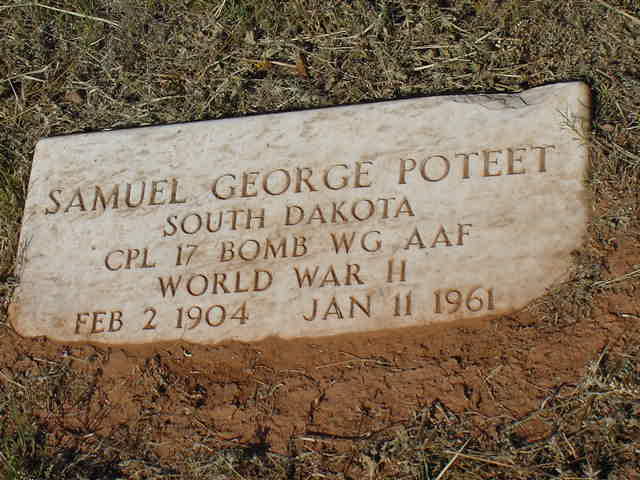 SAMUEL GEORGE POTEET
SOUTH DAKOTA
CPL 17 BOMB WG AAF
WORLD WAR II
FEB 2 1904 JAN 11 1961